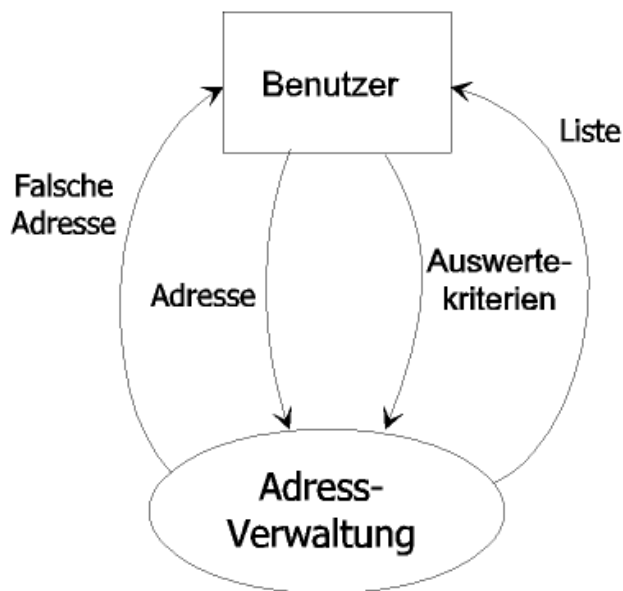 Benutzer
Liste
Falsche
Adresse
Adresse
Auswerte-
kriterien
Adress-
Verwaltung